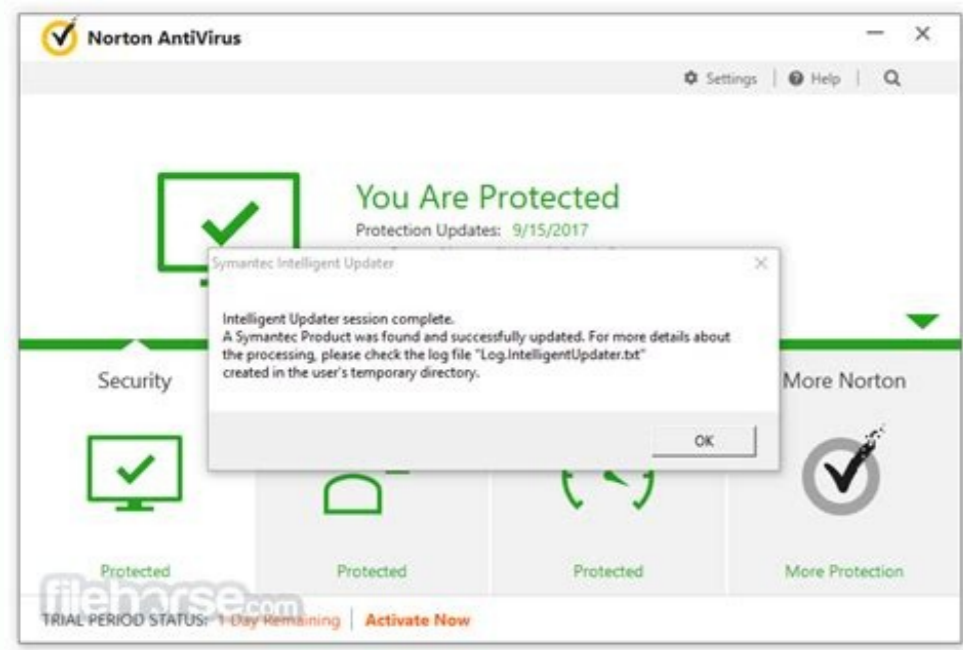 Norton AntiVirus
Settings | Help |
You Are Protected
Protection Updates: 9/15/2017
Symantec Intelligent Updater
Intelligent Updater session complete.
A Symantec Product was found and successfully updated. For more details about
the processing, please check the log file "Log.IntelligentUpdater.txt"
created in the user's temporary directory.
OK
Security
More Norton
Protected
Protected
Protected
More Protection
filehorse.com
TRIAL PERIOD STATUS: 1 Day Remaining | Activate Now